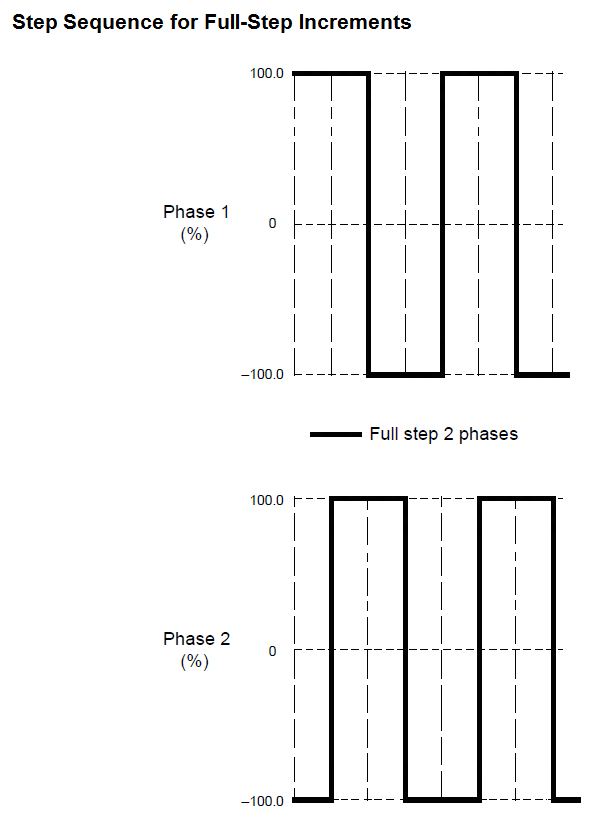 Step Sequence for Full-Step Increments
100.0
Phase 1
(%)
0
–100.0
Full step 2 phases
100.0
Phase 2
(%)
0
–100.0